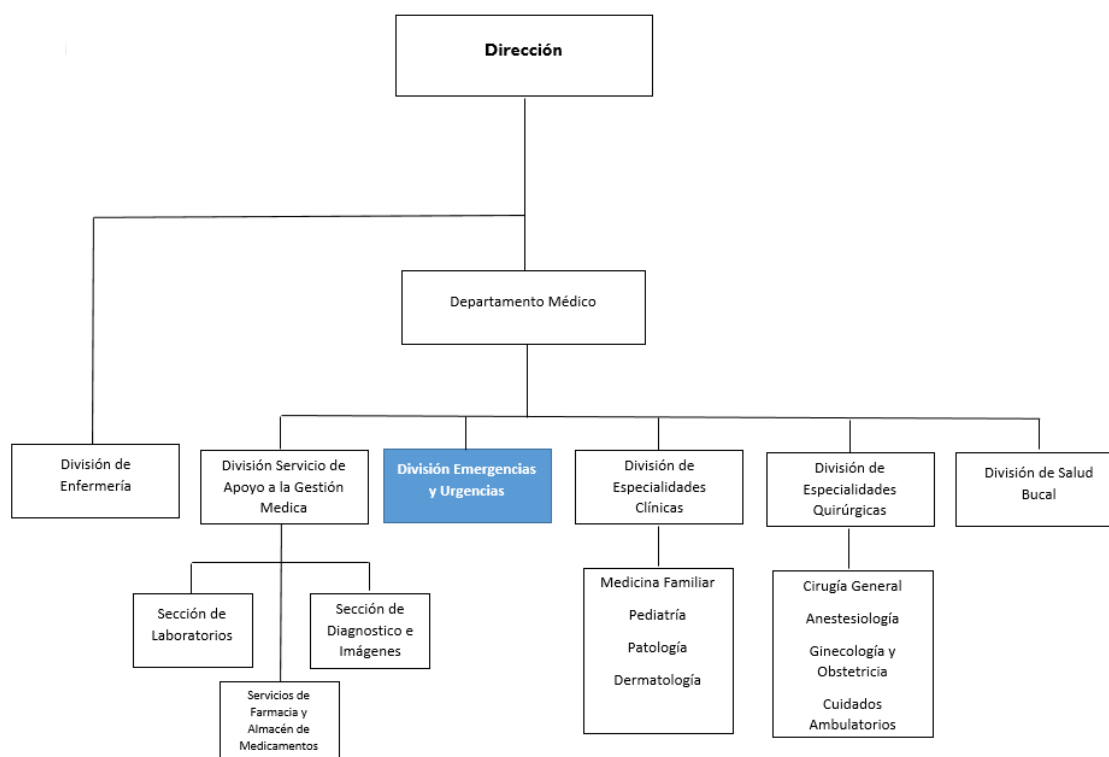 Dirección
Departamento Médico
División de
Enfermería
División Servicio de
Apoyo a la Gestión
Medica
División Emergencias
y Urgencias
División de
Especialidades
Clínicas
División de
Especialidades
Quirúrgicas
División de Salud
Bucal
Sección de
Laboratorios
Sección de
Diagnostico e
Imágenes
Servicios de
Farmacia y
Almacén de
Medicamentos
Medicina Familiar
Pediatría
Patología
Dermatología
Cirugía General
Anestesiología
Ginecología y
Obstetricia
Cuidados
Ambulatorios